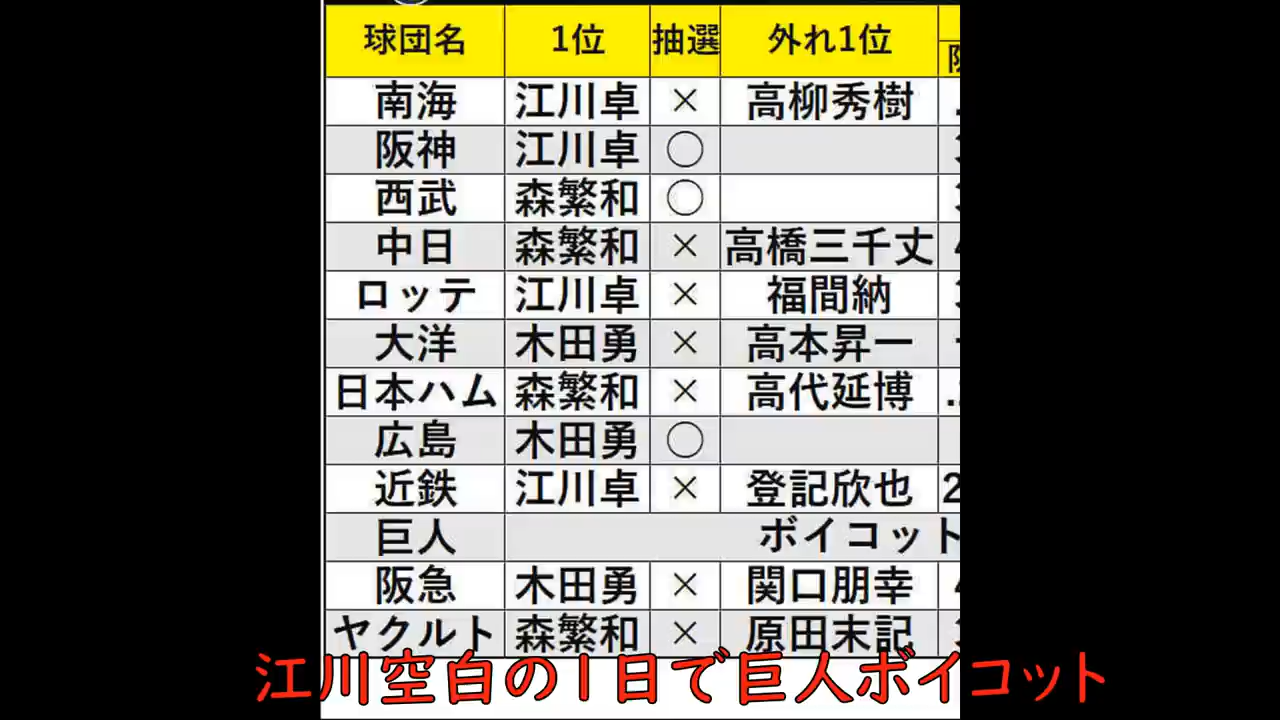 球団名 1位 抽選 外れ1位
南海 江川卓 × 高柳秀樹
阪神 江川卓 ○
西武 森繁和 ○
中日 森繁和 × 高橋三千丈
ロッテ 江川卓 × 福間納
大洋 木田勇 × 高本昇一
日本ハム 森繁和 × 高代延博
広島 木田勇 ○
近鉄 江川卓 × 登記欣也
巨人 ボイコット
阪急 木田勇 × 関口朋幸
ヤクルト 森繁和 × 原田末記
江川空白の1日で巨人ボイコット